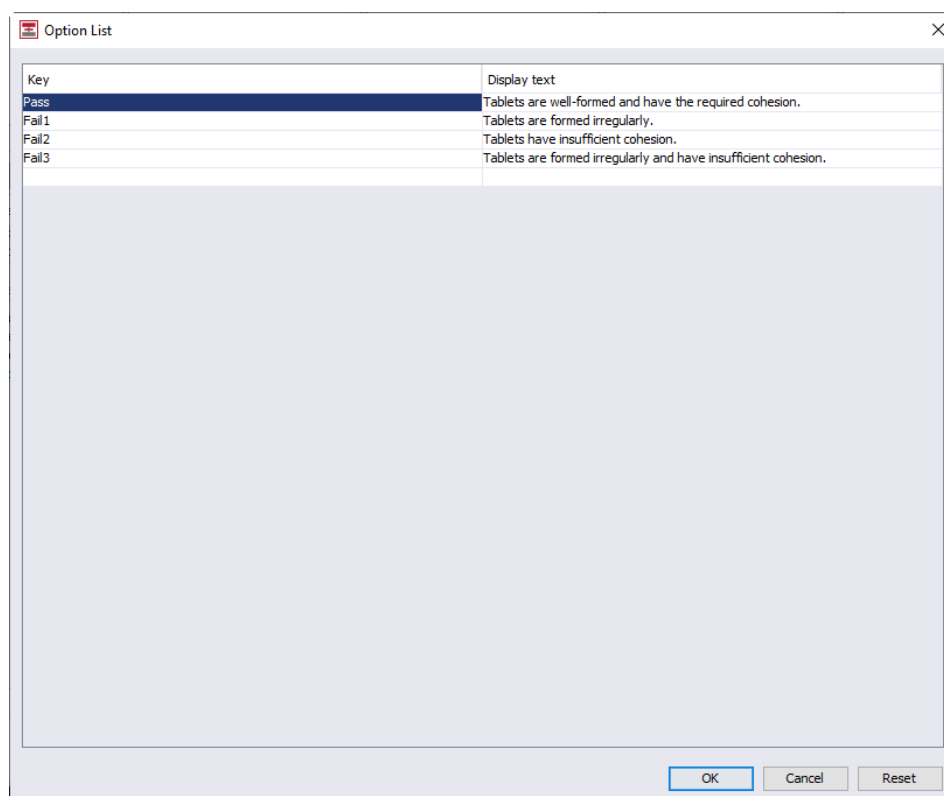 Option List
Key Display text
Pass Tablets are well-formed and have the required cohesion.
Fail1 Tablets are formed irregularly.
Fail2 Tablets have insufficient cohesion.
Fail3 Tablets are formed irregularly and have insufficient cohesion.
OK Cancel Reset